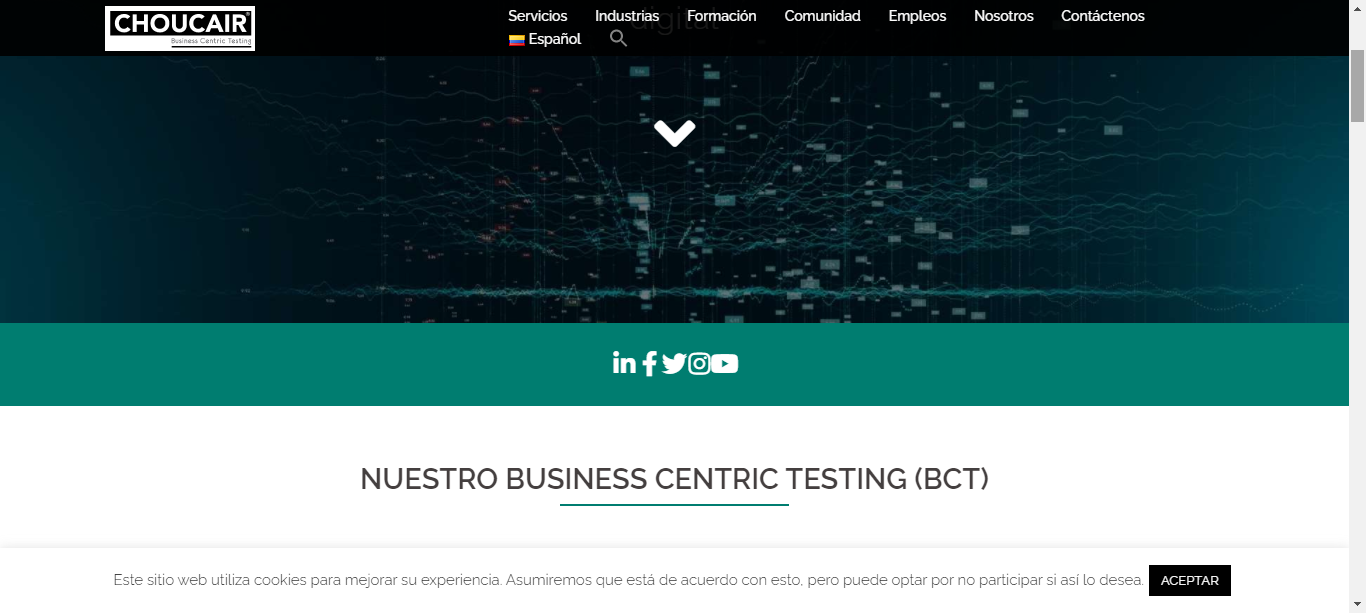 CHOUCAIR®
Business Centric Testing
Servicios Industrias Formación Comunidad Empleos Nosotros Contáctenos
digital
Español
NUESTRO BUSINESS CENTRIC TESTING (BCT)
Este sitio web utiliza cookies para mejorar su experiencia. Asumiremos que está de acuerdo con esto, pero puede optar por no participar si así lo desea. ACEPTAR